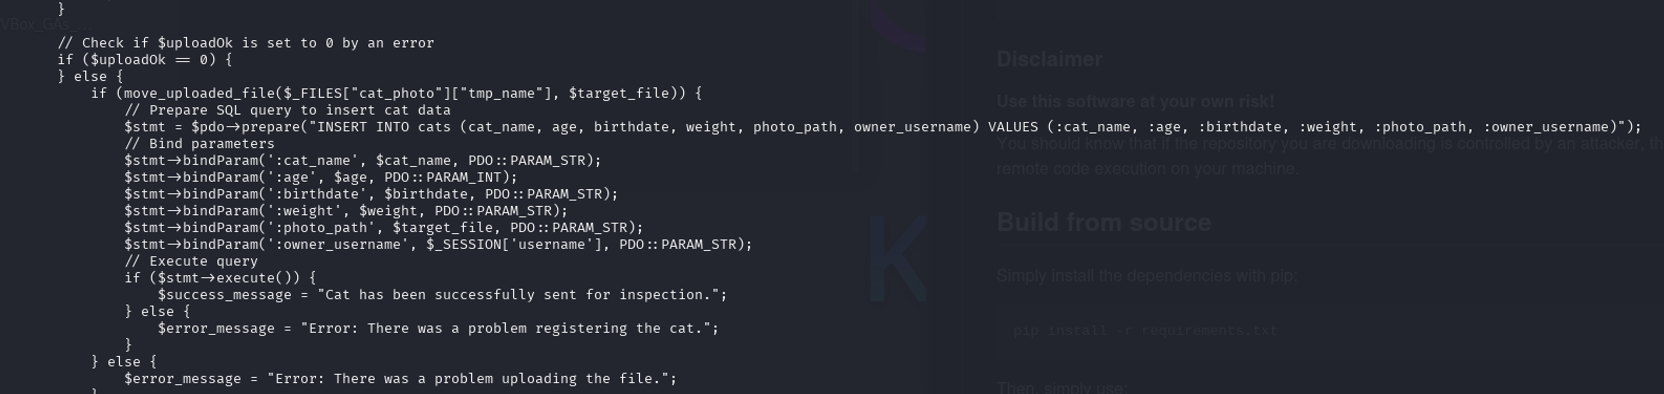 VBox_GAs_...
}
// Check if $uploadOk is set to 0 by an error
if ($uploadOk == 0) {
} else {
if (move_uploaded_file($_FILES["cat_photo"]["tmp_name"], $target_file)) {
// Prepare SQL query to insert cat data
$stmt = $pdo->prepare("INSERT INTO cats (cat_name, age, birthdate, weight, photo_path, owner_username) VALUES (:cat_name, :age, :birthdate, :weight, :photo_path, :owner_username)");
// Bind parameters
$stmt->bindParam(':cat_name', $cat_name, PDO::PARAM_STR);
$stmt->bindParam(':age', $age, PDO::PARAM_INT);
$stmt->bindParam(':birthdate', $birthdate, PDO::PARAM_STR);
$stmt->bindParam(':weight', $weight, PDO::PARAM_STR);
$stmt->bindParam(':photo_path', $target_file, PDO::PARAM_STR);
$stmt->bindParam(':owner_username', $_SESSION['username'], PDO::PARAM_STR);
// Execute query
if ($stmt->execute()) {
$success_message = "Cat has been successfully sent for inspection.";
} else {
$error_message = "Error: There was a problem registering the cat.";
}
} else {
$error_message = "Error: There was a problem uploading the file.";
}
Disclaimer
Use this software at your own risk!
You should know that if the repository you are downloading is controlled by an attacker,
remote code execution on your machine.
Build from source
Simply install the dependencies with pip:
pip install -r requirements.txt
Then, simply use:
K